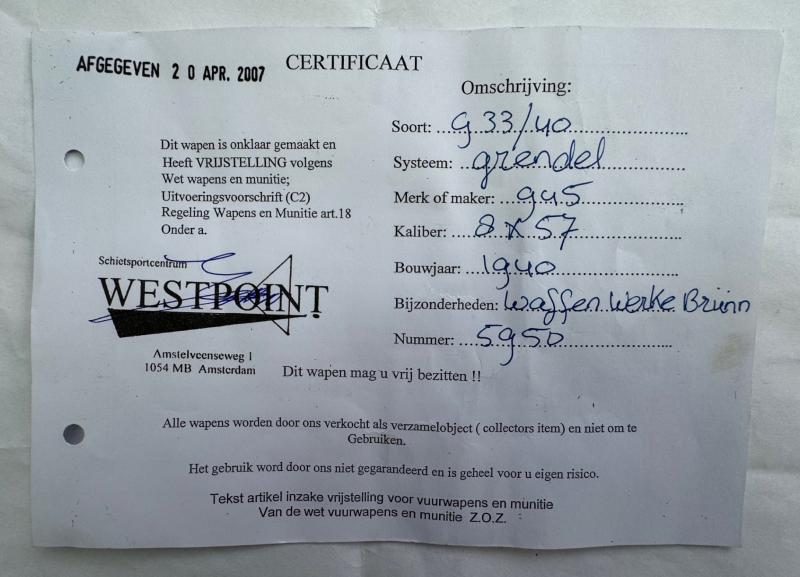 AFGEGEVEN 20 APR. 2007
CERTIFICAAT
Omschrijving:
Dit wapen is onklaar gemaakt en
Heeft VRIJSTELLING volgens
Wet wapens en munitie;
Uitvoeringsvoorschrift (C2)
Regeling Wapens en Munitie art.18
Onder a.
Soort: G 33/40
Systeem: grendel
Merk of maker: 945
Kaliber: 8 x 57
Bouwjaar: 1940
Bijzonderheden: Waffen Werke Brünn
Nummer: 5950
Schietsportcentrum
WESTPOINT
Amstelveenseweg 1
1054 MB Amsterdam
Dit wapen mag u vrij bezitten !!
Alle wapens worden door ons verkocht als verzamelobject ( collectors item) en niet om te
Gebruiken.
Het gebruik word door ons niet gegarandeerd en is geheel voor u eigen risico.
Tekst artikel inzake vrijstelling voor vuurwapens en munitie
Van de wet vuurwapens en munitie Z.O.Z.